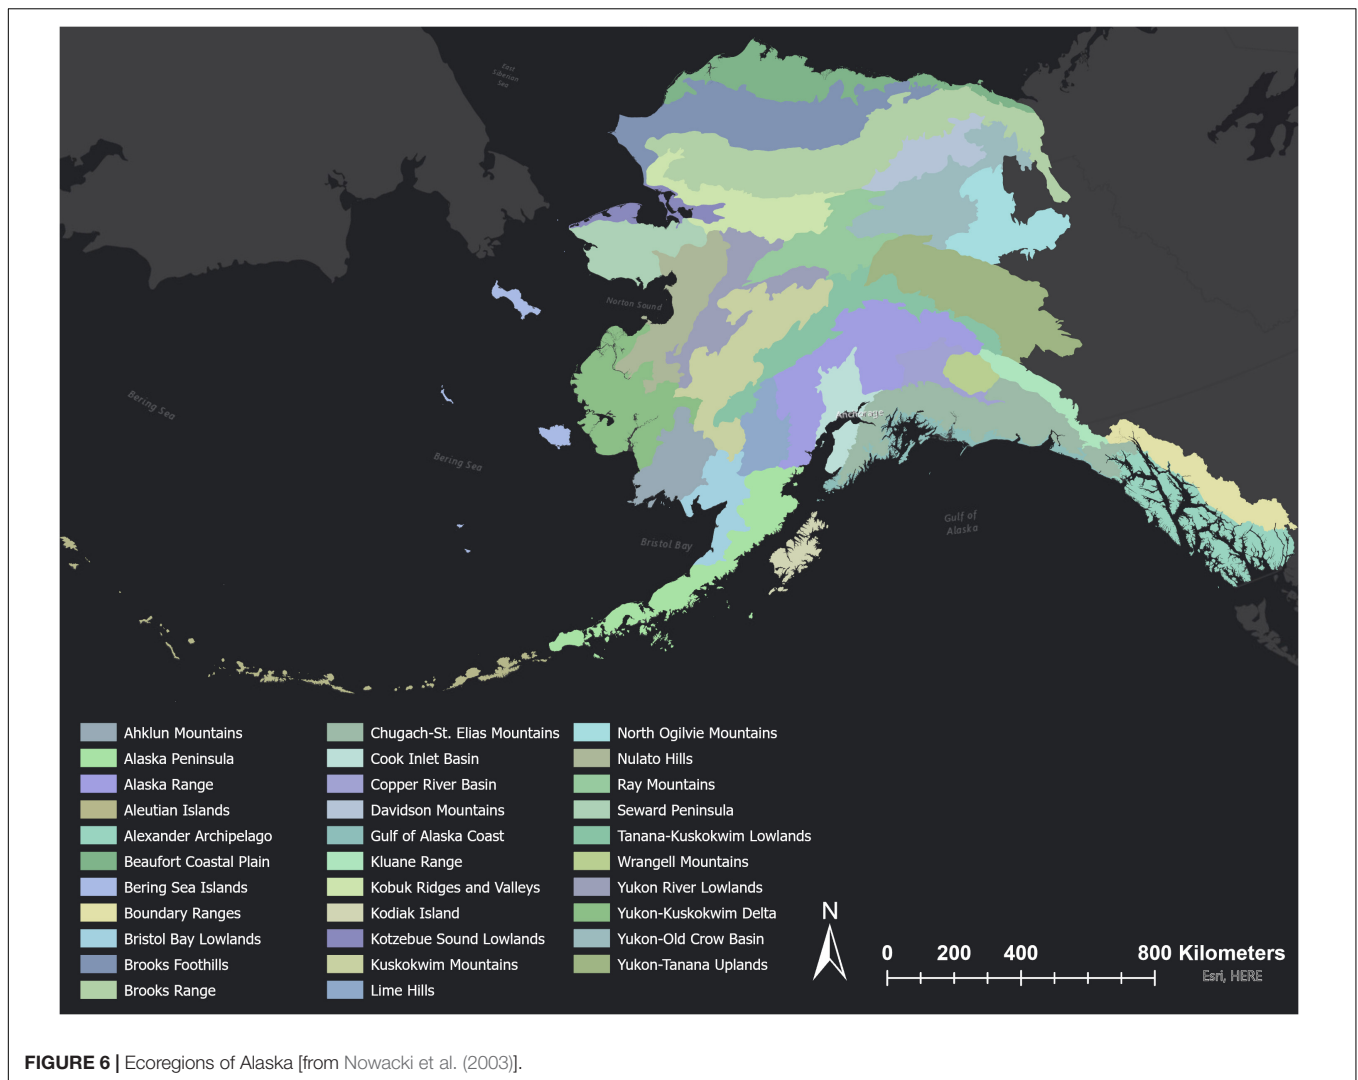 East
Siberian
Sea
Norton Sound
Bering Sea
Anchorage
Bering Sea
Gulf of
Alaska
Bristol Bay
Ahklun Mountains
Alaska Peninsula
Alaska Range
Aleutian Islands
Alexander Archipelago
Beaufort Coastal Plain
Bering Sea Islands
Boundary Ranges
Bristol Bay Lowlands
Brooks Foothills
Brooks Range
Chugach-St. Elias Mountains
Cook Inlet Basin
Copper River Basin
Davidson Mountains
Gulf of Alaska Coast
Kluane Range
Kobuk Ridges and Valleys
Kodiak Island
Kotzebue Sound Lowlands
Kuskokwim Mountains
Lime Hills
North Ogilvie Mountains
Nulato Hills
Ray Mountains
Seward Peninsula
Tanana-Kuskokwim Lowlands
Wrangell Mountains
Yukon River Lowlands
Yukon-Kuskokwim Delta
Yukon-Old Crow Basin
Yukon-Tanana Uplands
N
0 200 400 800 Kilometers
Esri, HERE
FIGURE 6 | Ecoregions of Alaska [from Nowacki et al. (2003)].